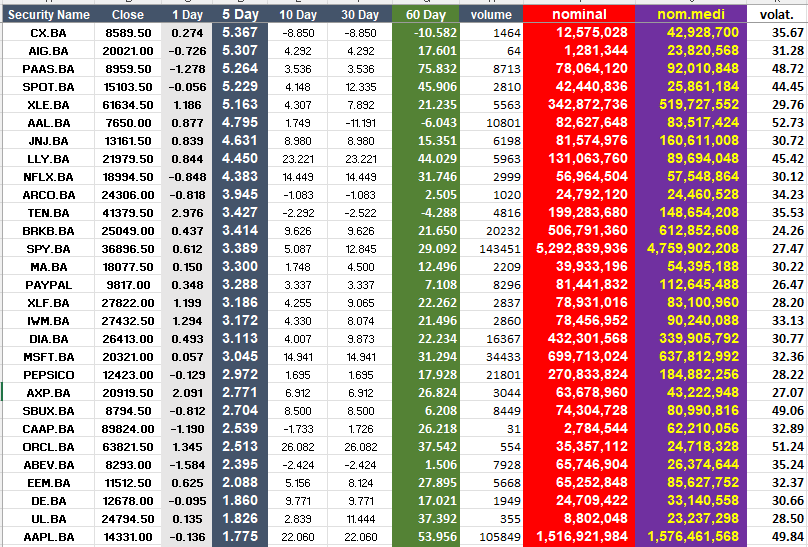 Security Name Close 1 Day 5 Day 10 Day 30 Day 60 Day volume nominal nom.medi volat.
CX.BA 8589.50 0.274 5.367 -8.850 -8.850 -10.582 1464 12,575,028 42,928,700 35.67
AIG.BA 20021.00 -0.726 5.307 4.292 4.292 17.601 64 1,281,344 23,820,568 31.28
PAAS.BA 8959.50 -1.278 5.264 3.536 3.536 75.832 8713 78,064,120 92,010,848 48.72
SPOT.BA 15103.50 -0.056 5.229 4.148 12.335 45.906 2810 42,440,836 25,861,184 44.45
XLE.BA 61634.50 1.186 5.163 4.307 7.892 21.235 5563 342,872,736 519,727,552 29.76
AAL.BA 7650.00 0.877 4.795 1.749 -11.191 -6.043 10801 82,627,648 83,517,424 52.73
JNJ.BA 13161.50 0.839 4.631 8.980 8.980 15.351 6198 81,574,976 160,611,008 30.72
LLY.BA 21979.50 0.844 4.450 23.221 23.221 44.029 5963 131,063,760 89,694,048 45.42
NFLX.BA 18994.50 -0.848 4.383 14.449 14.449 31.746 2999 56,964,504 57,548,864 30.12
ARCO.BA 24306.00 -0.818 3.945 -1.083 -1.083 2.505 1020 24,792,120 24,460,528 34.23
TEN.BA 41379.50 2.976 3.427 -2.292 -2.522 -4.288 4816 199,283,680 148,654,208 35.53
BRKB.BA 25049.00 0.437 3.414 9.626 9.626 21.650 20232 506,791,360 612,852,608 24.26
SPY.BA 36896.50 0.612 3.389 5.087 12.845 29.092 143451 5,292,839,936 4,759,902,208 27.47
MA.BA 18077.50 0.150 3.300 1.748 4.500 12.496 2209 39,933,196 54,395,188 30.22
PAYPAL 9817.00 0.348 3.288 3.337 3.337 7.108 8296 81,441,832 112,645,488 26.47
XLF.BA 27822.00 1.199 3.186 4.255 9.065 22.262 2837 78,931,016 83,100,960 28.20
IWM.BA 27432.50 1.294 3.172 4.330 8.074 21.496 2860 78,456,952 90,240,088 33.13
DIA.BA 26413.00 0.493 3.113 4.007 9.873 22.234 16367 432,301,568 339,905,792 30.77
MSFT.BA 20321.00 0.057 3.045 14.941 14.941 31.294 34433 699,713,024 637,812,992 32.36
PEPSICO 12423.00 -0.129 2.972 1.695 1.695 17.928 21801 270,833,824 184,882,256 28.22
AXP.BA 20919.50 2.091 2.771 6.912 6.912 26.824 3044 63,678,960 43,222,948 27.07
SBUX.BA 8794.50 -0.812 2.704 8.500 8.500 6.208 8449 74,304,728 80,990,816 49.06
CAAP.BA 89824.00 -1.190 2.539 -1.733 1.726 26.218 31 2,784,544 62,210,056 32.89
ORCL.BA 63821.50 1.345 2.513 26.082 26.082 37.542 554 35,357,112 24,718,328 51.24
ABEV.BA 8293.00 -1.584 2.395 -2.424 -2.424 1.506 7928 65,746,904 26,374,644 35.24
EEM.BA 11512.50 0.625 2.088 5.156 8.124 27.895 5668 65,252,848 85,627,752 32.37
DE.BA 12678.00 -0.095 1.860 9.771 9.771 17.021 1949 24,709,422 33,140,558 30.66
UL.BA 24794.50 0.135 1.826 2.839 11.444 37.392 355 8,802,048 23,237,298 28.50
AAPL.BA 14331.00 -0.136 1.775 22.060 22.060 53.956 105849 1,516,921,984 1,576,461,568 49.84